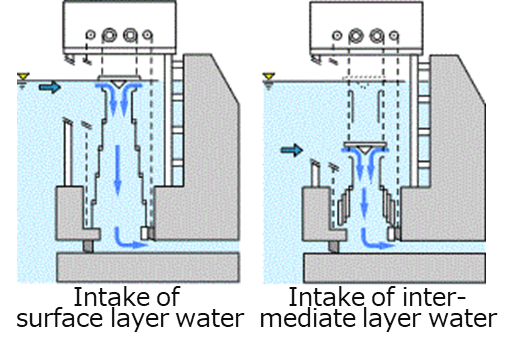 Intake of
surface layer water
Intake of inter-
mediate layer water